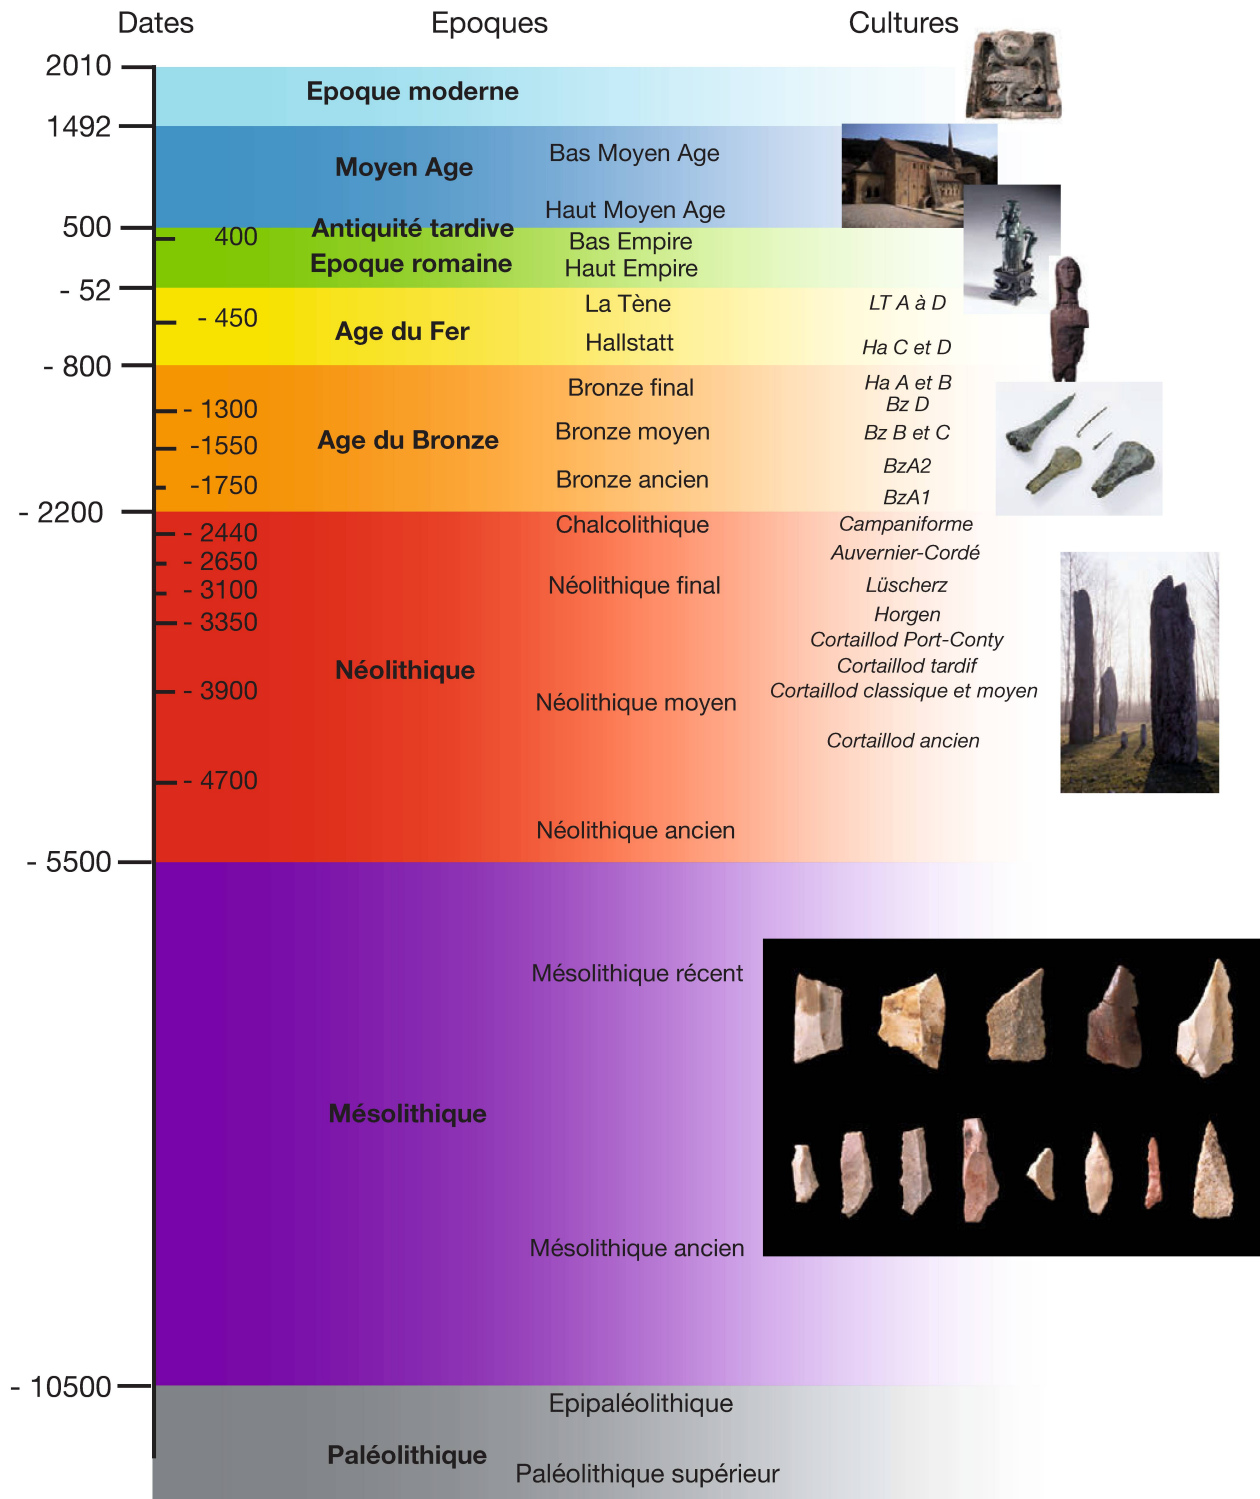 Dates Epoques Cultures
2010
Epoque moderne
1492
Bas Moyen Age
Moyen Age
Haut Moyen Age
500 Antiquité tardive
400 Bas Empire
Epoque romaine Haut Empire
- 52
La Tène LT A à D
- 450
Age du Fer
Hallstatt Ha C et D
- 800
Bronze final Ha A et B
Bz D
- 1300
Age du Bronze Bronze moyen Bz B et C
-1550
BzA2
-1750 Bronze ancien
BzA1
- 2200
Chalcolithique Campaniforme
- 2440
Auvernier-Cordé
- 2650
- 3100 Néolithique final Lüscherz
Horgen
- 3350
Cortaillod Port-Conty
Néolithique Cortaillod tardif
- 3900 Cortaillod classique et moyen
Néolithique moyen
Cortaillod ancien
- 4700
Néolithique ancien
- 5500
Mésolithique récent
Mésolithique
Mésolithique ancien
- 10500
Epipaléolithique
Paléolithique
Paléolithique supérieur